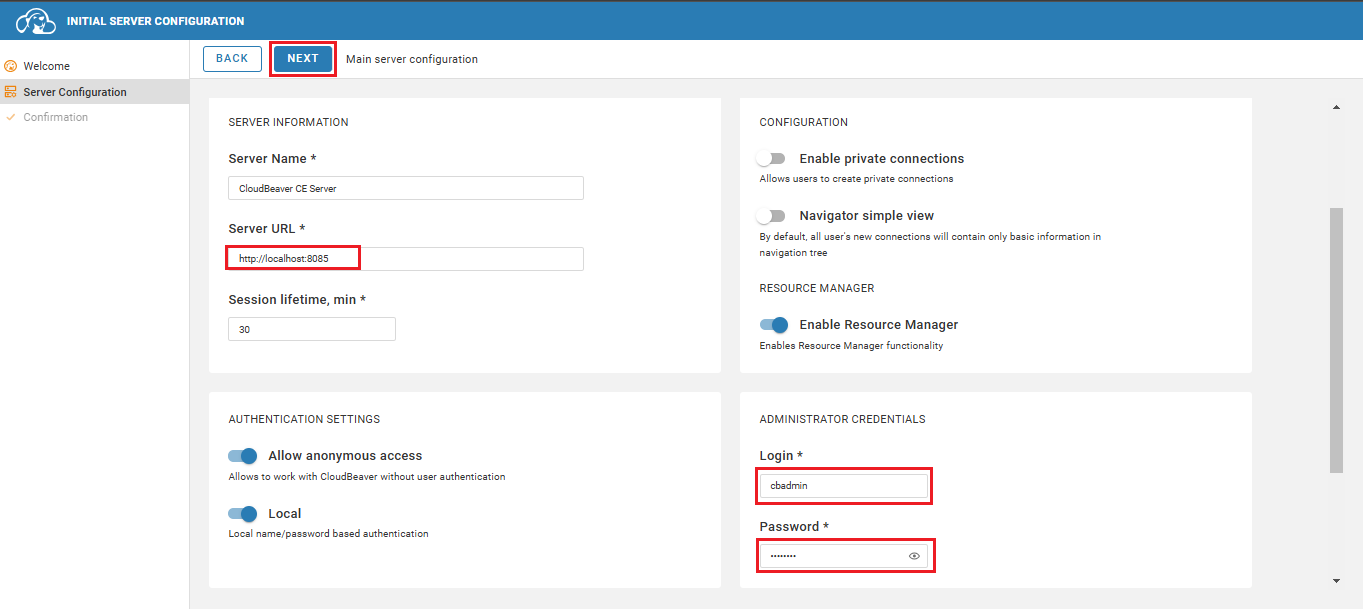 INITIAL SERVER CONFIGURATION
Welcome
Server Configuration
Confirmation
BACK
NEXT
Main server configuration
SERVER INFORMATION
Server Name *
CloudBeaver CE Server
Server URL *
http://localhost:8085
Session lifetime, min *
30
CONFIGURATION
Enable private connections
Allows users to create private connections
Navigator simple view
By default, all user's new connections will contain only basic information in
navigation tree
RESOURCE MANAGER
Enable Resource Manager
Enables Resource Manager functionality
AUTHENTICATION SETTINGS
Allow anonymous access
Allows to work with CloudBeaver without user authentication
Local
Local name/password based authentication
ADMINISTRATOR CREDENTIALS
Login *
cbadmin
Password *
••••••••